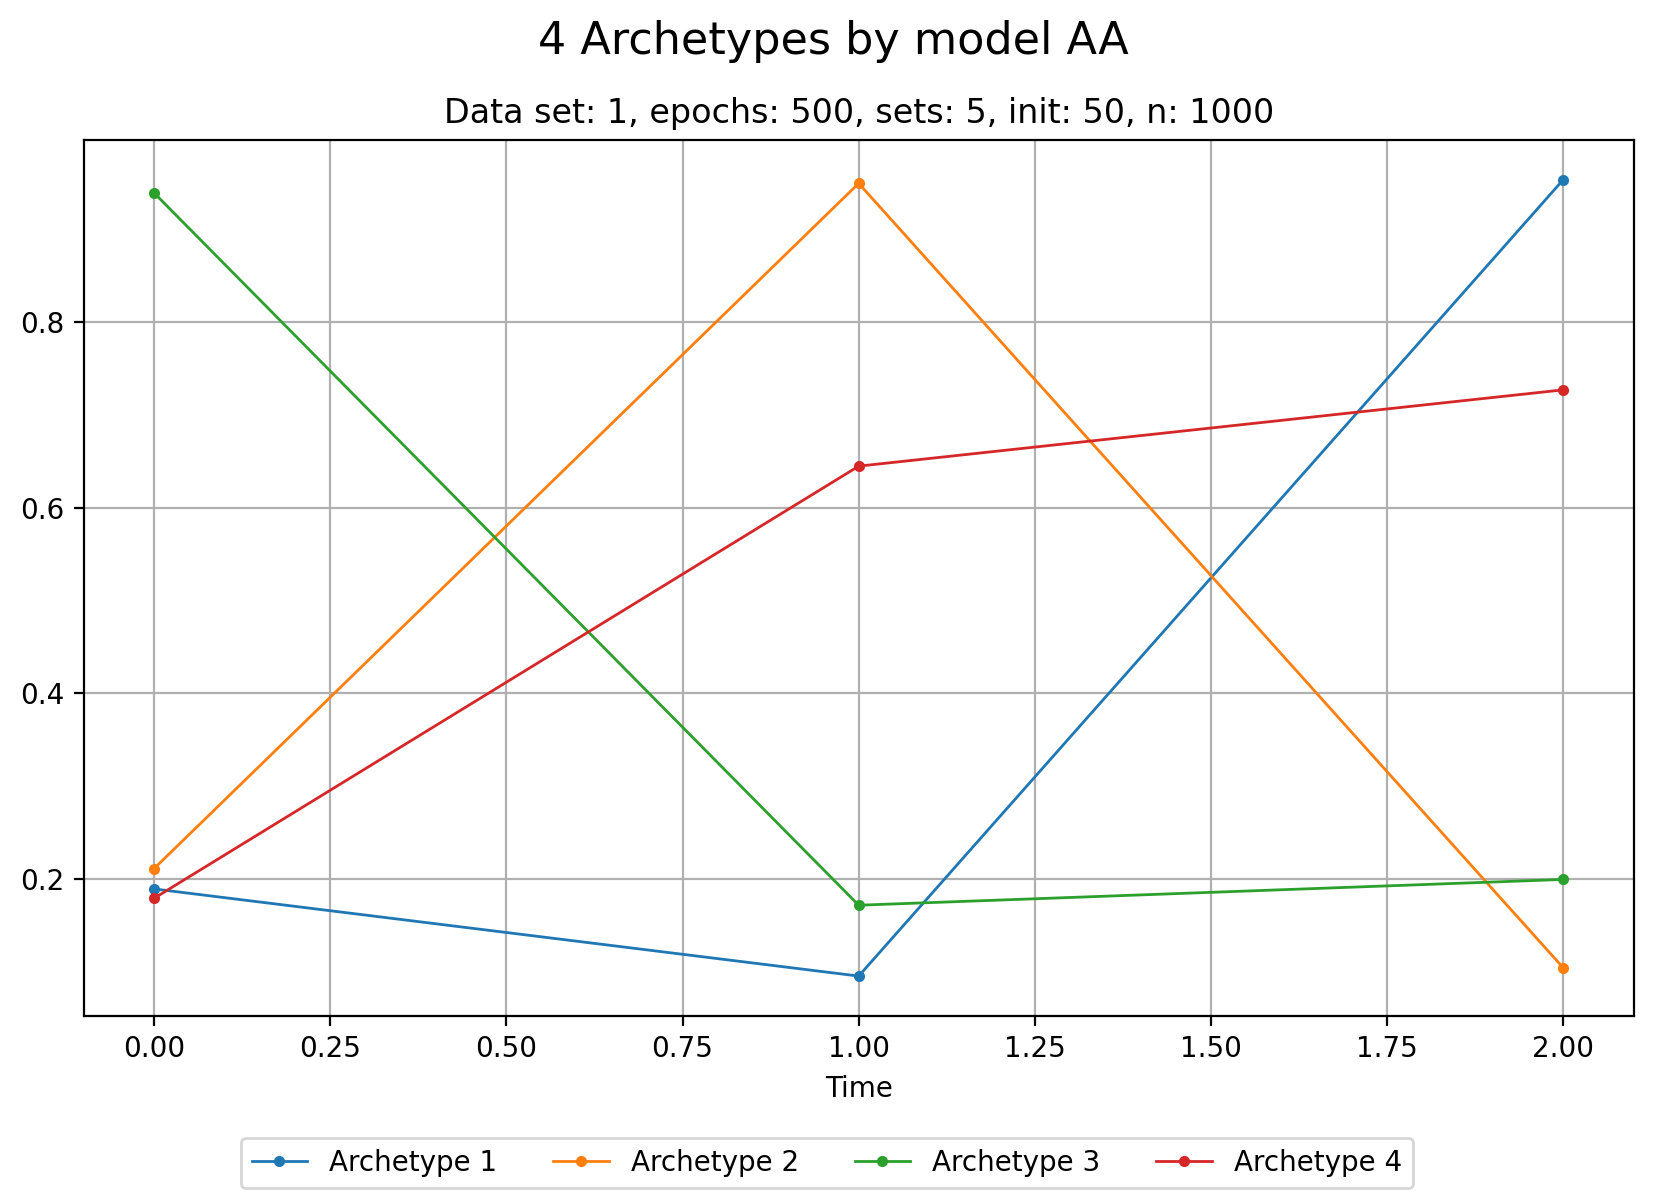 4 Archetypes by model AA
Data set: 1, epochs: 500, sets: 5, init: 50, n: 1000
0.8
0.6
0.4
0.2
0.00 0.25 0.50 0.75 1.00 1.25 1.50 1.75 2.00
Time
Archetype 1 Archetype 2 Archetype 3 Archetype 4